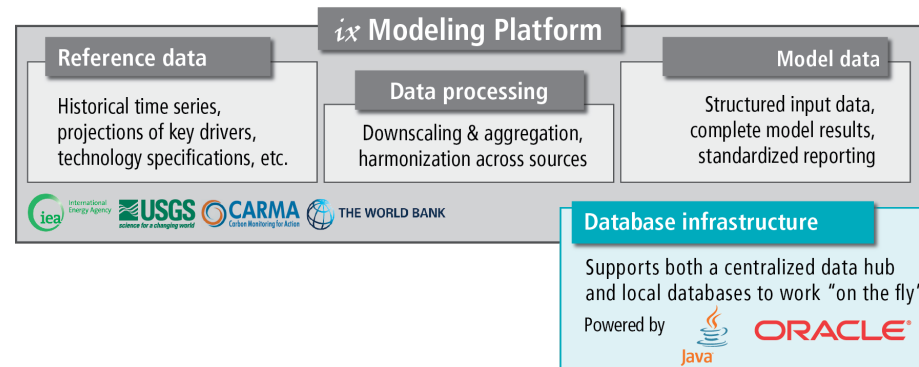 ix Modeling Platform
Reference data
Historical time series,
projections of key drivers,
technology specifications, etc.
Data processing
Downscaling & aggregation,
harmonization across sources
Model data
Structured input data,
complete model results,
standardized reporting
iea
International
Energy Agency
USGS
science for a changing world
CARMA
Carbon Monitoring for Action
THE WORLD BANK
Database infrastructure
Supports both a centralized data hub
and local databases to work “on the fly”
Powered by
Java
ORACLE®